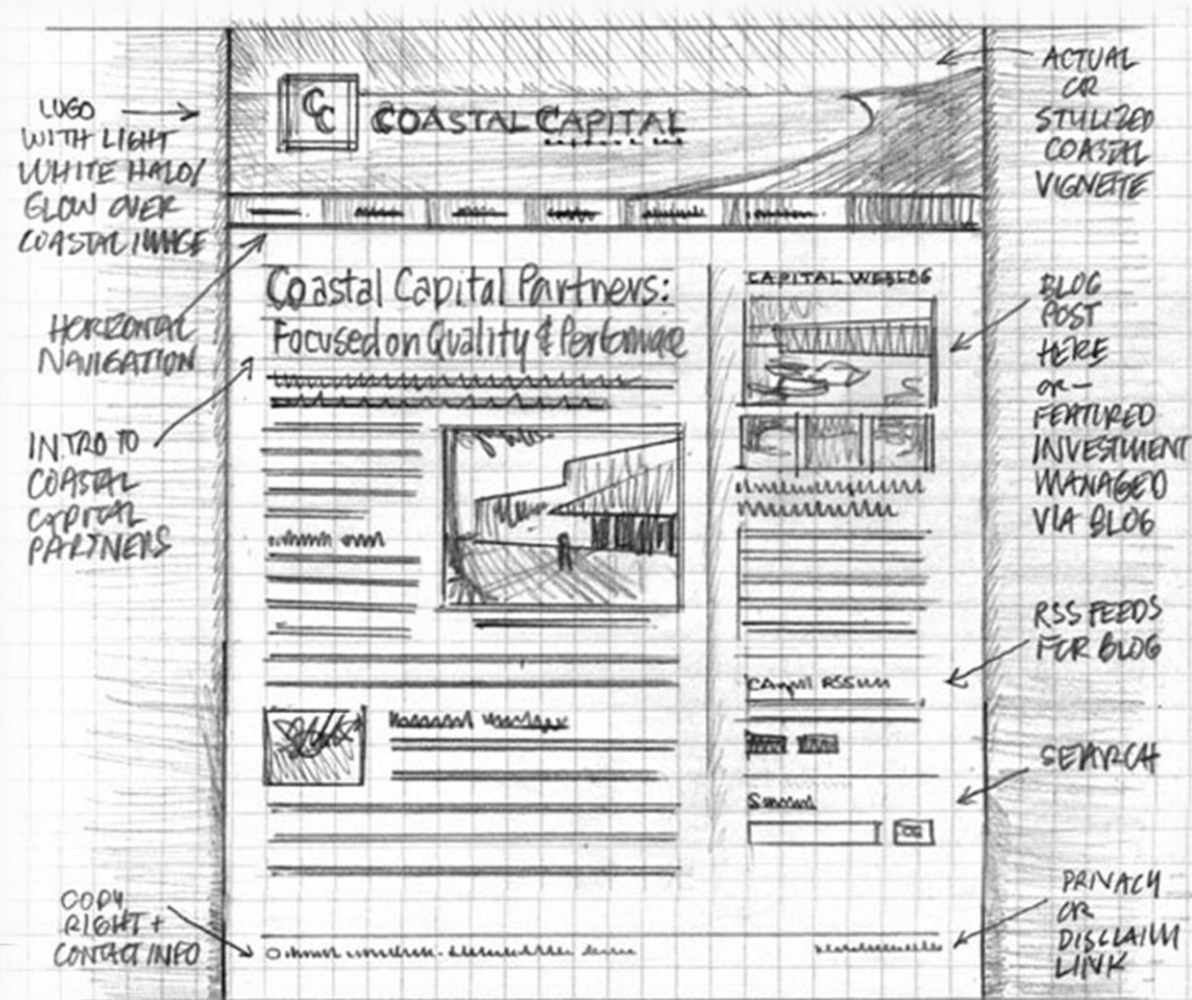 LOGO
WITH LIGHT
WHITE HALO/
GLOW OVER
COASTAL IMAGE
HORIZONTAL
NAVIGATION
INTRO TO
COASTAL
CAPITAL
PARTNERS
COPY
RIGHT +
CONTACT INFO
CC
COASTAL CAPITAL
Coastal Capital Partners:
Focused on Quality & Performance
CAPITAL WEBLOG
RSS
ACTUAL
OR
STYLIZED
COASTAL
VIGNETTE
BLOG
POST
HERE
OR—
FEATURED
INVESTMENT
MANAGED
VIA BLOG
RSS FEEDS
FOR BLOG
SEARCH
PRIVACY
OR
DISCLAIM
LINK